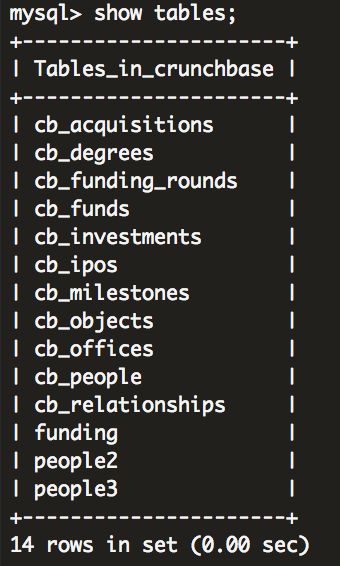 mysql> show tables;
+----------------------+
| Tables_in_crunchbase |
+----------------------+
| cb_acquisitions      |
| cb_degrees           |
| cb_funding_rounds    |
| cb_funds             |
| cb_investments       |
| cb_ipos              |
| cb_milestones        |
| cb_objects           |
| cb_offices           |
| cb_people            |
| cb_relationships     |
| funding              |
| people2              |
| people3              |
+----------------------+
14 rows in set (0.00 sec)